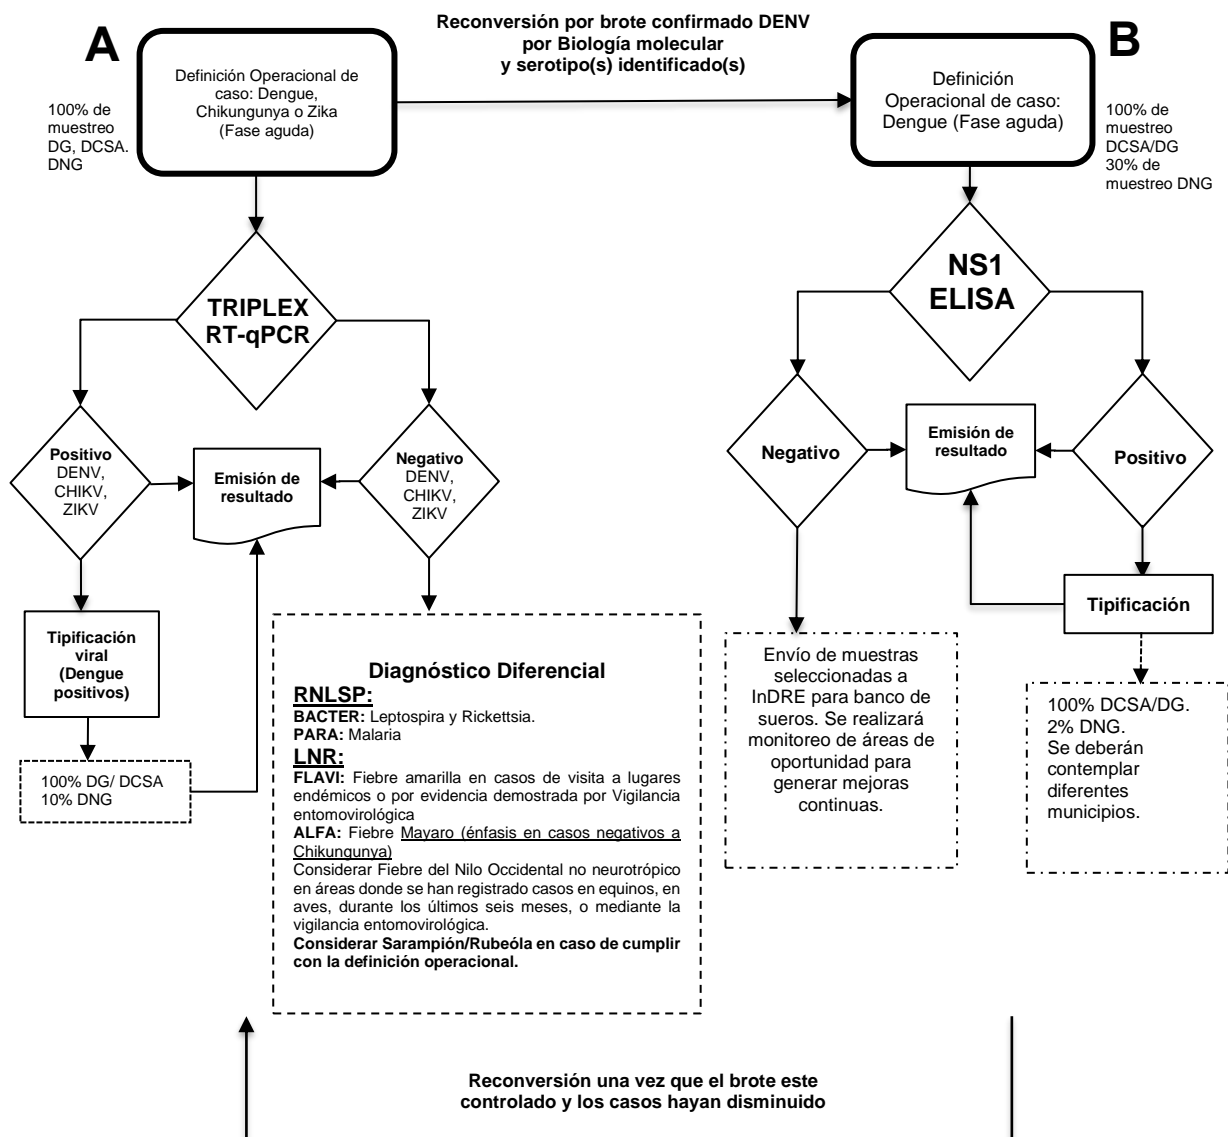 Reconversión por brote confirmado DENV
por Biología molecular
y serotipo(s) identificado(s)
A
Definición Operacional de
caso: Dengue,
Chikungunya o Zika
(Fase aguda)
100% de
muestreo
DG, DCSA.
DNG
TRIPLEX
RT-qPCR
Positivo
DENV,
CHIKV,
ZIKV
Emisión de
resultado
Negativo
DENV,
CHIKV,
ZIKV
Tipificación
viral
(Dengue
positivos)
100% DG/ DCSA
10% DNG
Diagnóstico Diferencial
RNLSP:
BACTER: Leptospira y Rickettsia.
PARA: Malaria
LNR:
FLAVI: Fiebre amarilla en casos de visita a lugares
endémicos o por evidencia demostrada por Vigilancia
entomovirológica
ALFA: Fiebre Mayaro (énfasis en casos negativos a
Chikungunya)
Considerar Fiebre del Nilo Occidental no neurotrópico
en áreas donde se han registrado casos en equinos, en
aves, durante los últimos seis meses, o mediante la
vigilancia entomovirológica.
Considerar Sarampión/Rubeóla en caso de cumplir
con la definición operacional.
B
Definición
Operacional de caso:
Dengue (Fase aguda)
100% de
muestreo
DCSA/DG
30% de
muestreo DNG
NS1
ELISA
Negativo
Emisión de
resultado
Positivo
Tipificación
Envío de muestras
seleccionadas a
InDRE para banco de
sueros. Se realizará
monitoreo de áreas de
oportunidad para
generar mejoras
continuas.
100% DCSA/DG.
2% DNG.
Se deberán
contemplar
diferentes
municipios.
Reconversión una vez que el brote este
controlado y los casos hayan disminuido